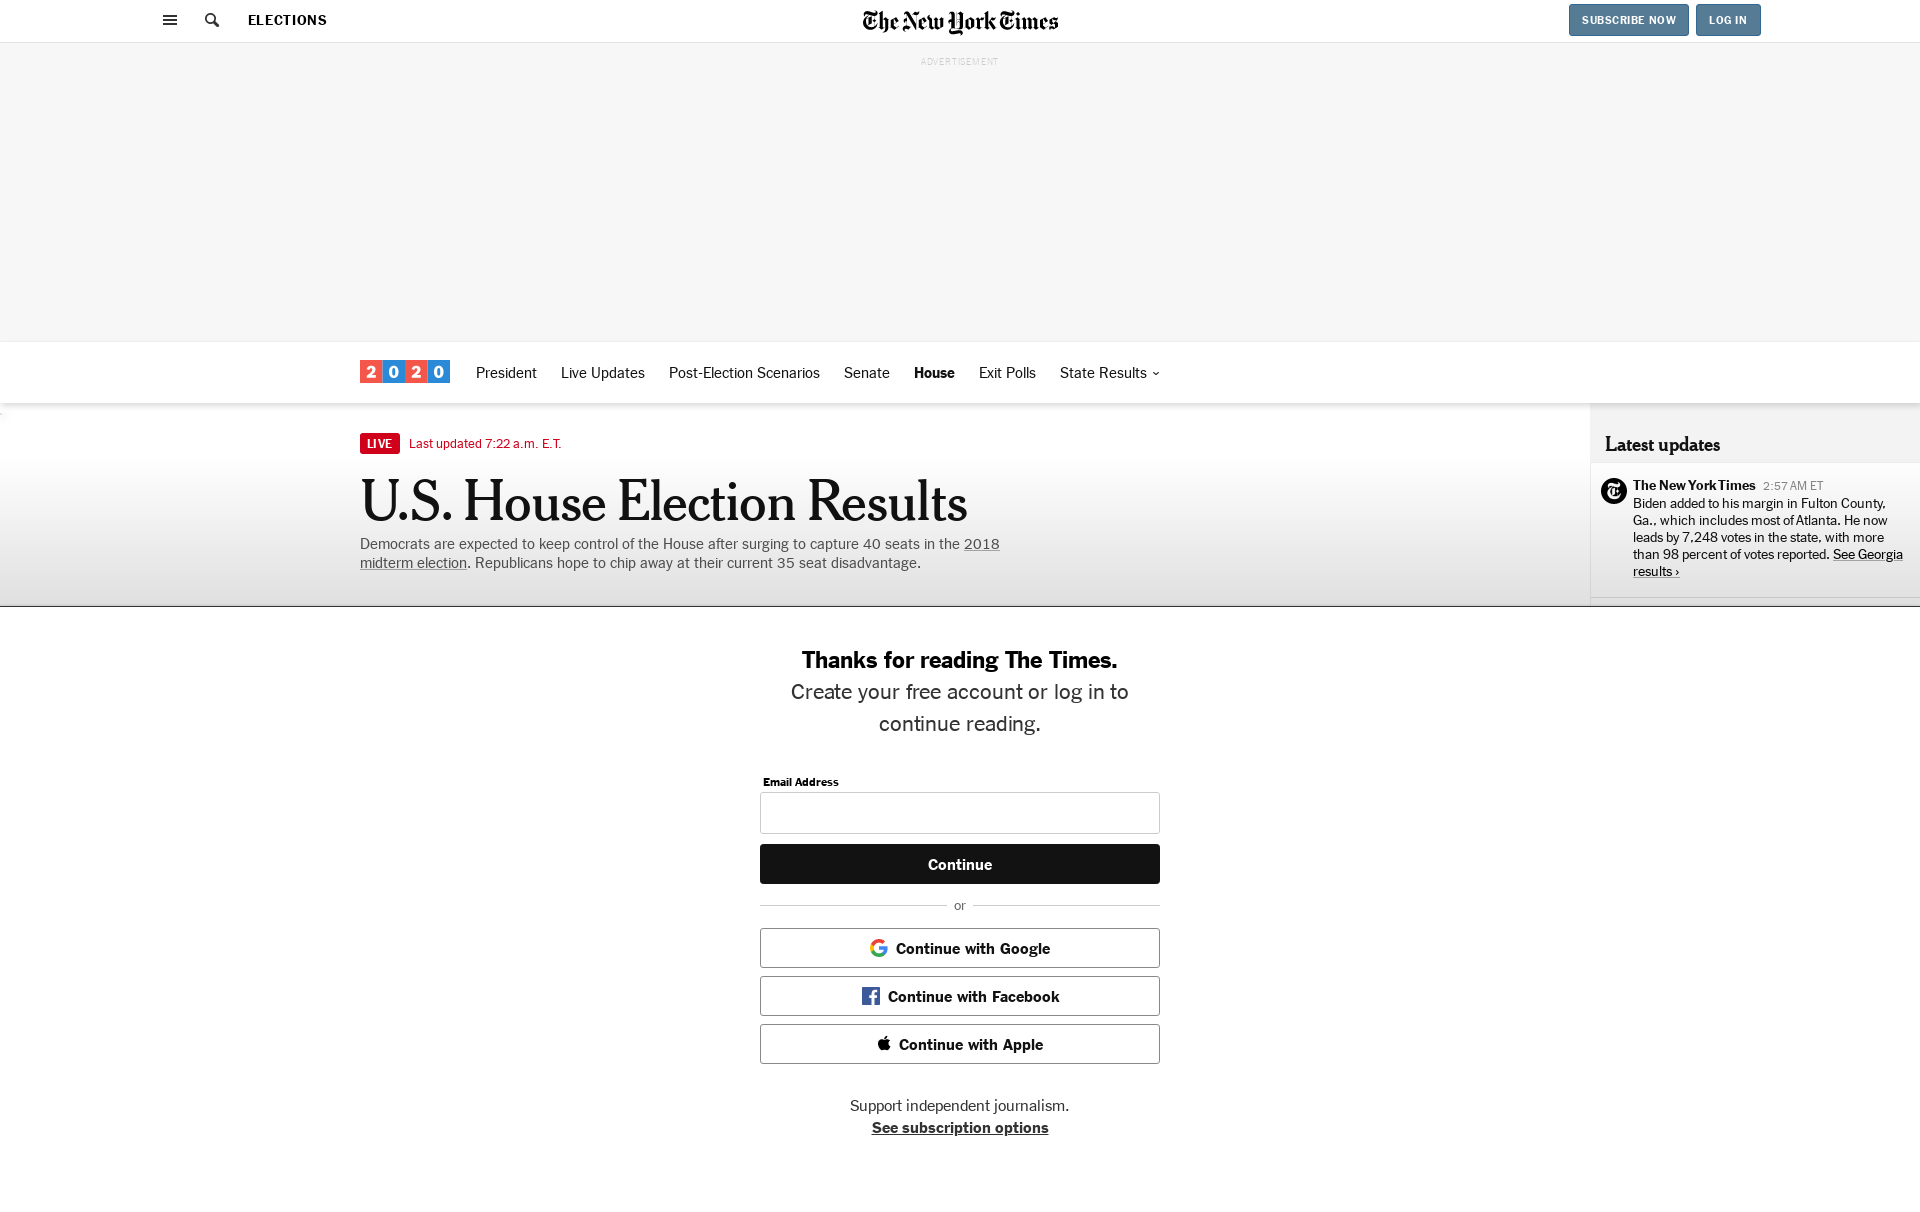 ELECTIONS
The New York Times
SUBSCRIBE NOW
LOG IN
ADVERTISEMENT
2020
President
Live Updates
Post-Election Scenarios
Senate
House
Exit Polls
State Results
LIVE
Last updated 7:22 a.m. E.T.
U.S. House Election Results
Democrats are expected to keep control of the House after surging to capture 40 seats in the 2018
midterm election. Republicans hope to chip away at their current 35 seat disadvantage.
Latest updates
The New York Times 2:57 AM ET
Biden added to his margin in Fulton County,
Ga., which includes most of Atlanta. He now
leads by 7,248 votes in the state, with more
than 98 percent of votes reported. See Georgia
results ›
Thanks for reading The Times.
Create your free account or log in to
continue reading.
Email Address
Continue
or
Continue with Google
Continue with Facebook
Continue with Apple
Support independent journalism.
See subscription options